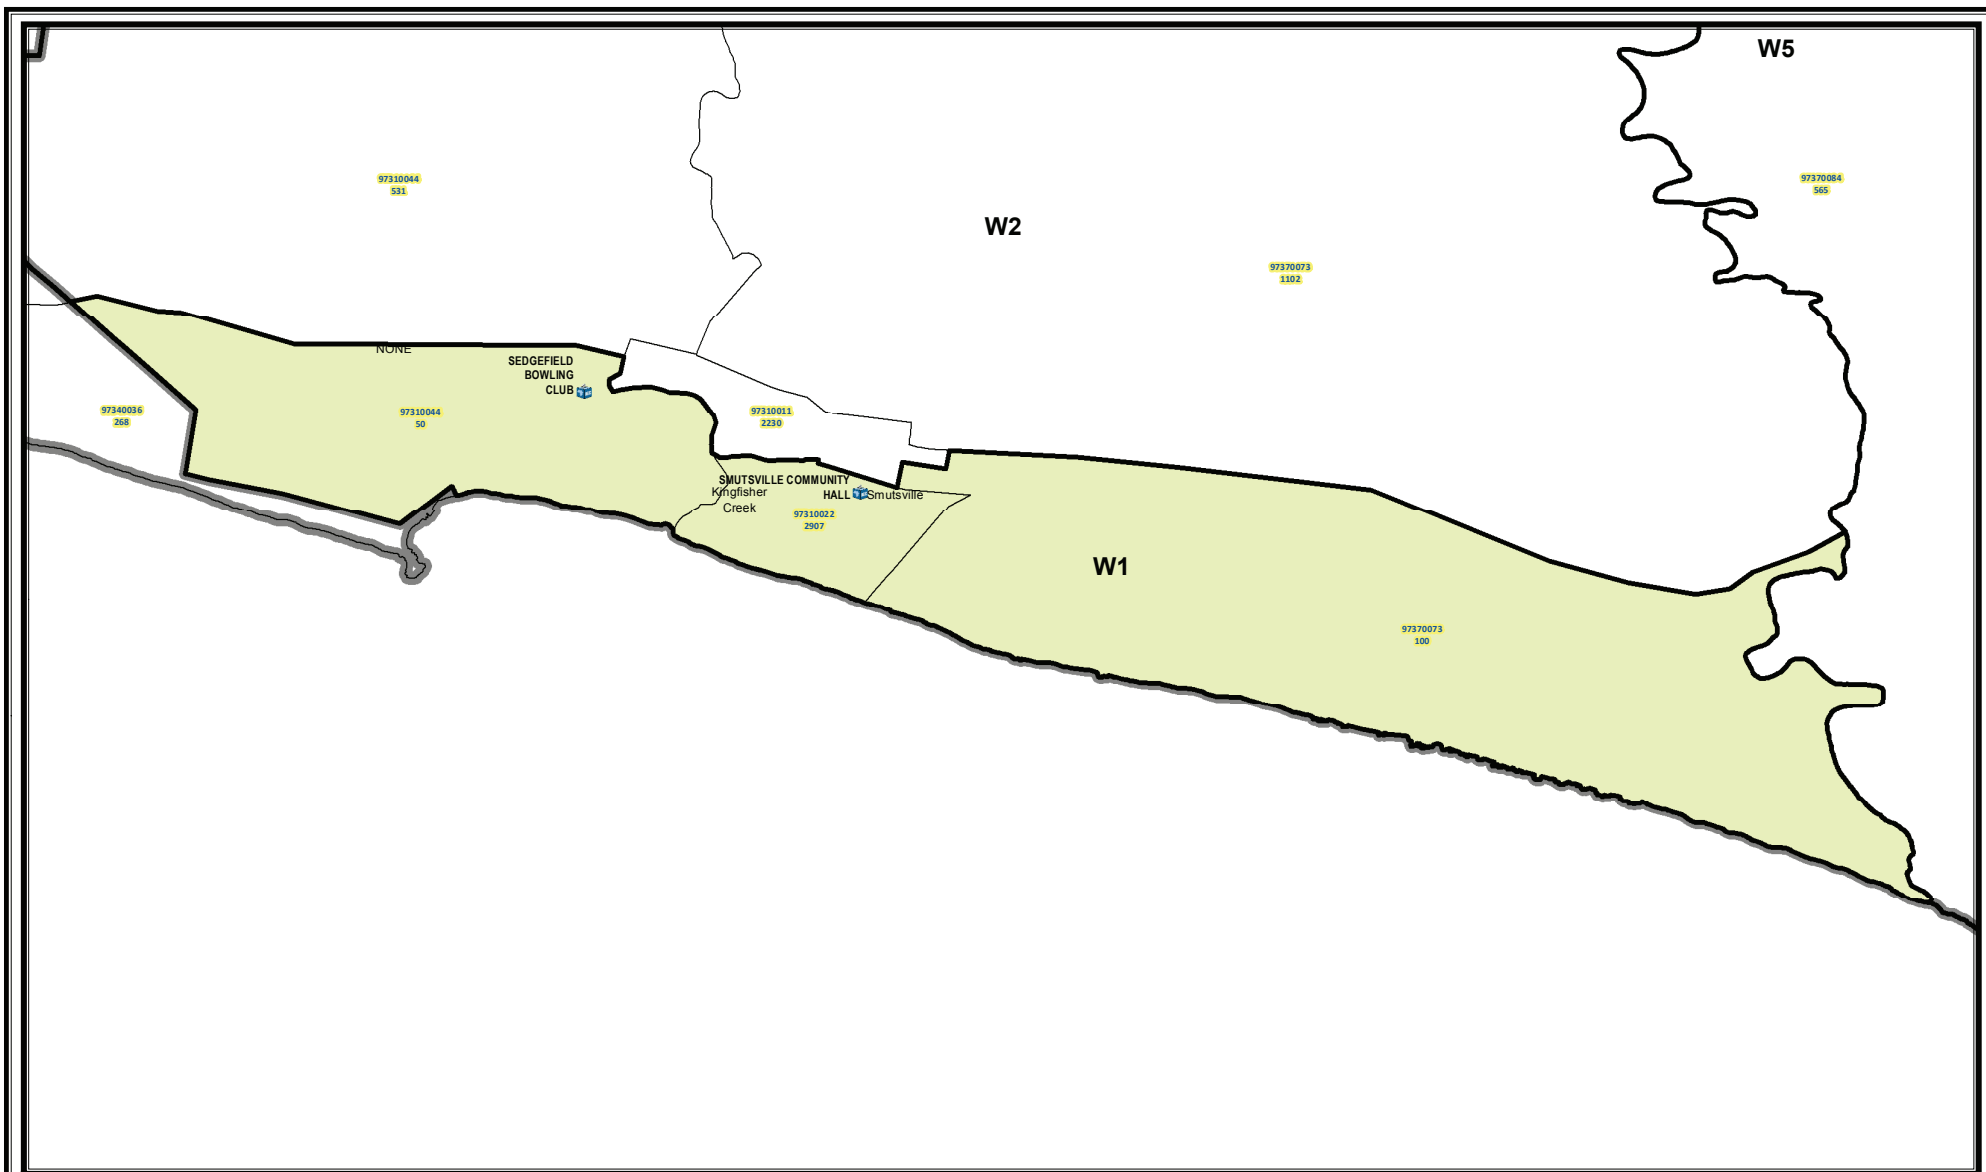 W5
97310044
531
97370084
565
W2
97370073
1102
NONE
SEDGEFIELD
BOWLING
CLUB
97340036
268
97310044
50
97310011
2230
SMUTSVILLE COMMUNITY
HALL
Kingfisher
Creek
Smutsville
97310022
2907
W1
97370073
100